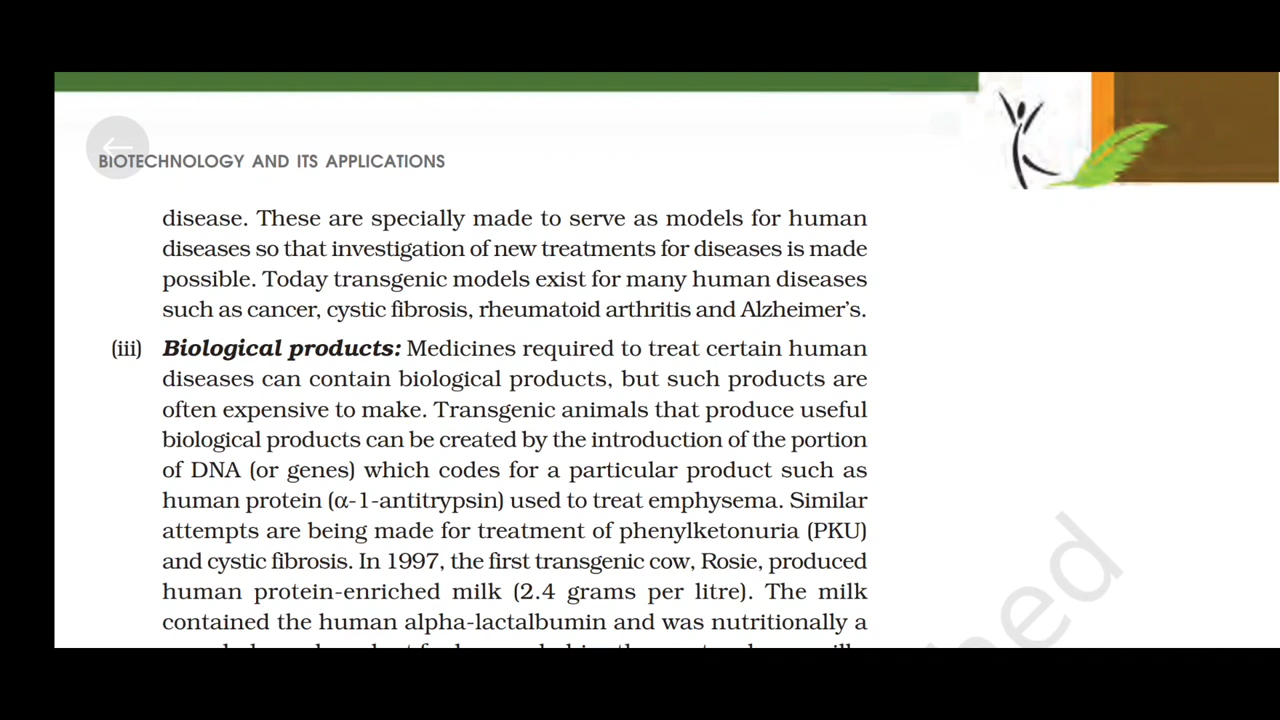 BIOTECHNOLOGY AND ITS APPLICATIONS
disease. These are specially made to serve as models for human
diseases so that investigation of new treatments for diseases is made
possible. Today transgenic models exist for many human diseases
such as cancer, cystic fibrosis, rheumatoid arthritis and Alzheimer's.
(iii) Biological products: Medicines required to treat certain human
diseases can contain biological products, but such products are
often expensive to make. Transgenic animals that produce useful
biological products can be created by the introduction of the portion
of DNA (or genes) which codes for a particular product such as
human protein (α-1-antitrypsin) used to treat emphysema. Similar
attempts are being made for treatment of phenylketonuria (PKU)
and cystic fibrosis. In 1997, the first transgenic cow, Rosie, produced
human protein-enriched milk (2.4 grams per litre). The milk
contained the human alpha-lactalbumin and was nutritionally a